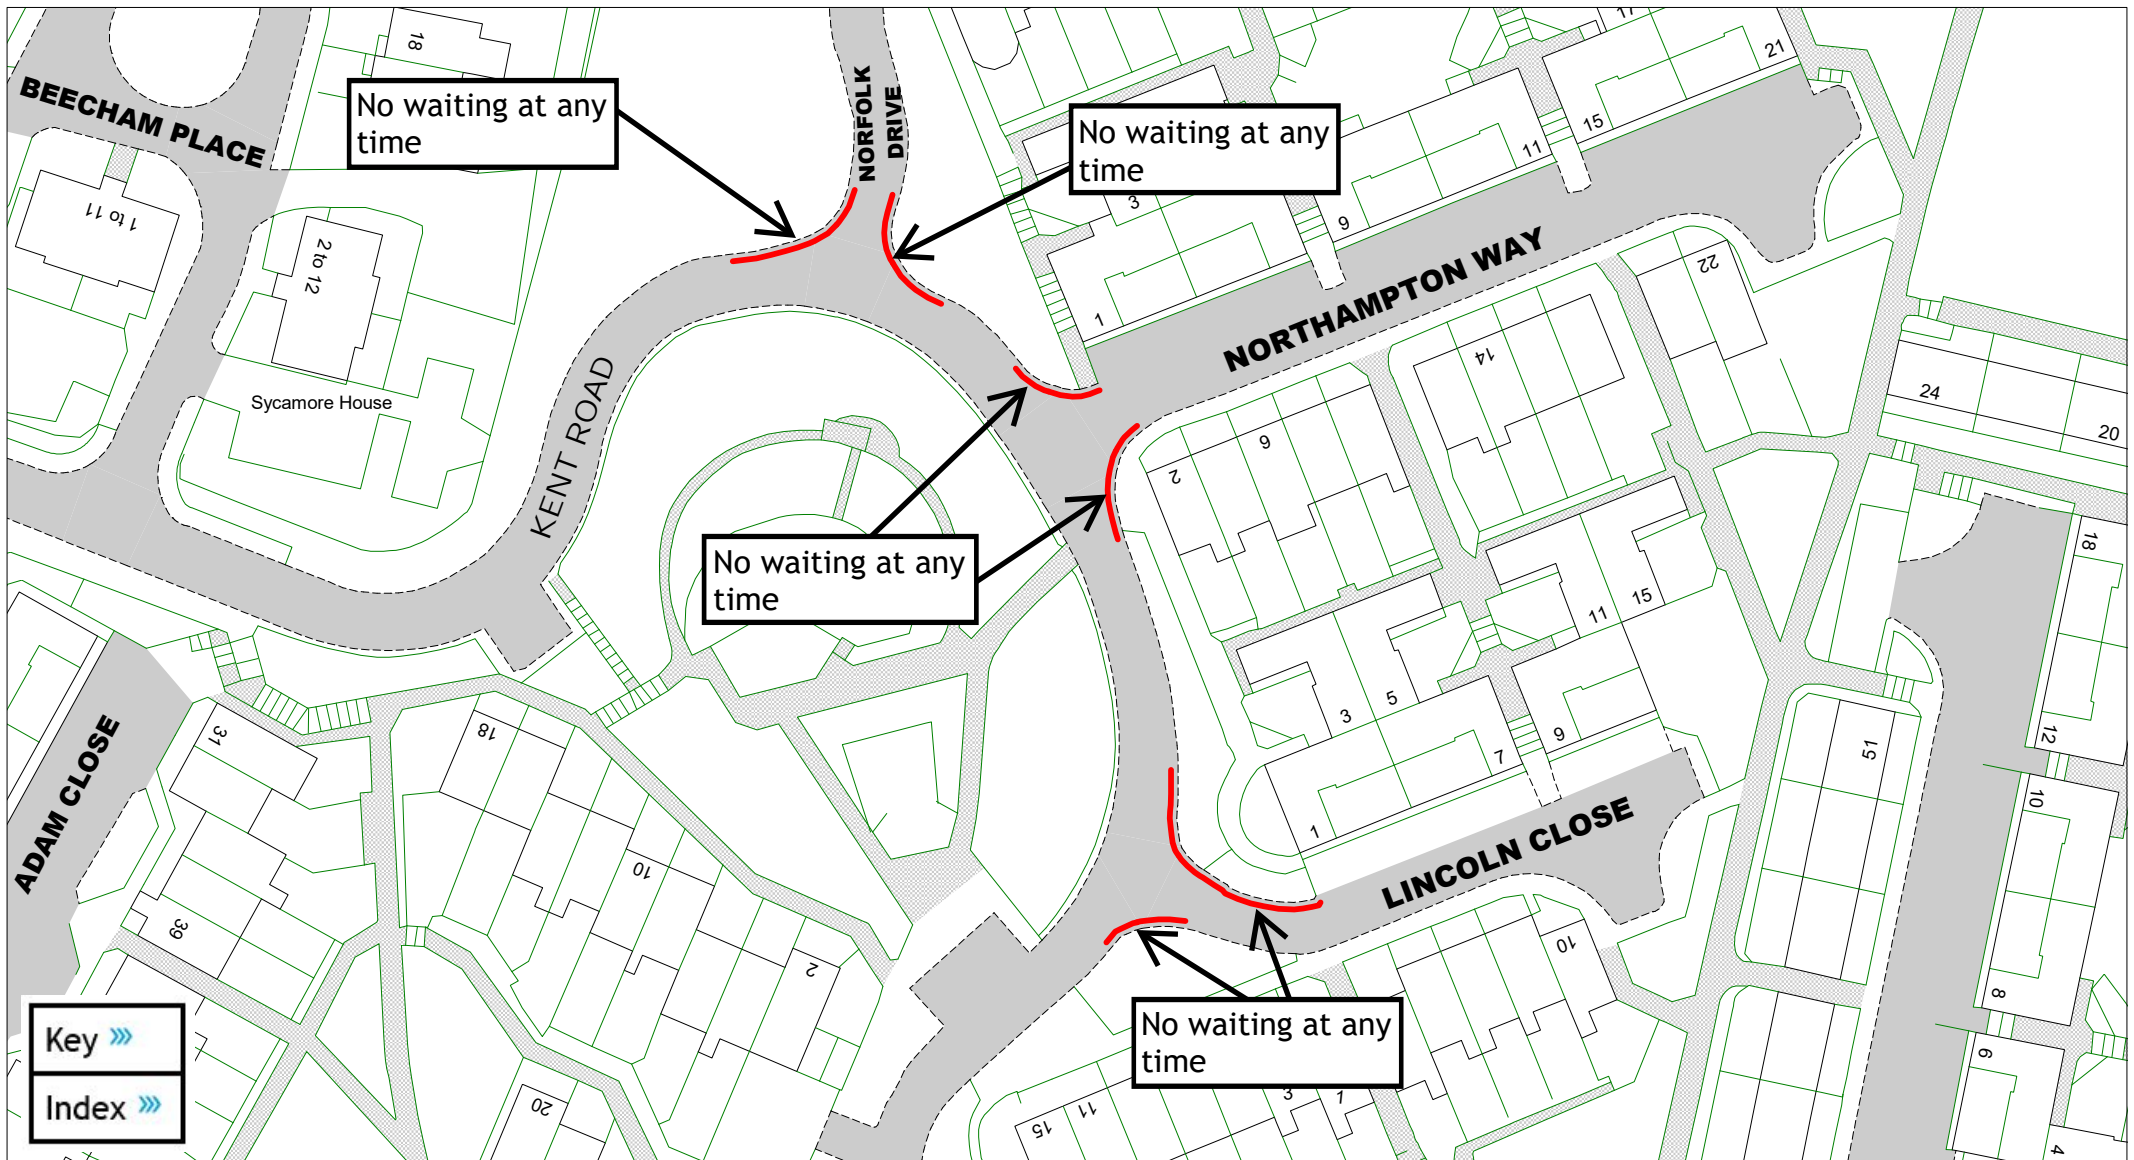 18
17
21
BEECHAM PLACE
No waiting at any
time
NORFOLK
DRIVE
No waiting at any
time
15
11
3
9
1 to 11
2 to 12
1
NORTHAMPTON WAY
22
14
Sycamore House
KENT ROAD
24
20
2
9
No waiting at any
time
18
15
11
3
5
7
9
1
12
51
10
ADAM CLOSE
31
18
10
39
2
LINCOLN CLOSE
10
8
No waiting at any
time
Key
Index
20
15
11
3
1
6
4